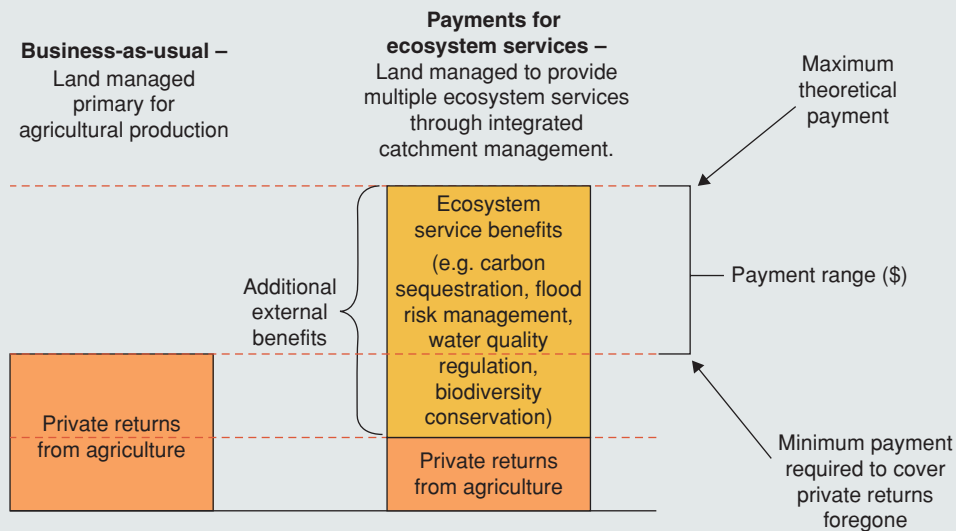 Business-as-usual –
Land managed
primary for
agricultural production
Payments for
ecosystem services –
Land managed to provide
multiple ecosystem services
through integrated
catchment management.
Maximum
theoretical
payment
Ecosystem
service benefits
(e.g. carbon
sequestration, flood
risk management,
water quality
regulation,
biodiversity
conservation)
Additional
external
benefits
Payment range ($)
Private returns
from agriculture
Private returns
from agriculture
Minimum payment
required to cover
private returns
foregone